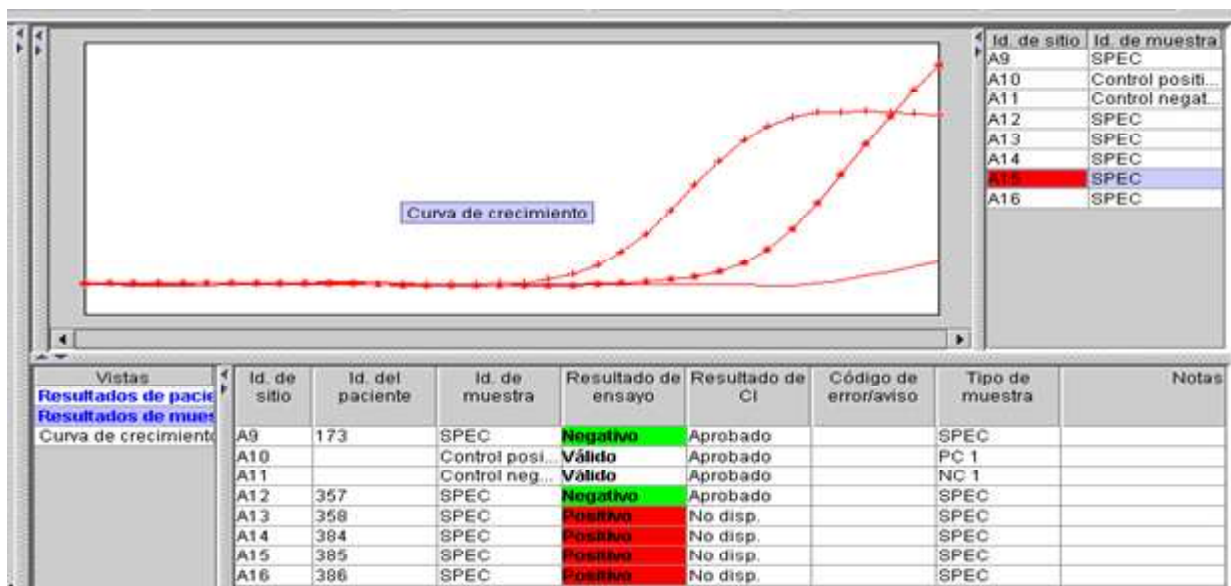 Id. de sitio Id. de muestra
A9 SPEC
A10 Control positi...
A11 Control negat...
A12 SPEC
A13 SPEC
A14 SPEC
A15 SPEC
A16 SPEC
Curva de crecimiento
Vistas
Resultados de pacie
Resultados de mues
Curva de crecimiento
Id. de sitio Id. del paciente Id. de muestra Resultado de ensayo Resultado de CI Código de error/aviso Tipo de muestra Notas
A9 173 SPEC Negativo Aprobado SPEC
A10 Control posi... Válido Aprobado PC 1
A11 Control neg... Válido Aprobado NC 1
A12 357 SPEC Negativo Aprobado SPEC
A13 358 SPEC Positivo No disp. SPEC
A14 384 SPEC Positivo No disp. SPEC
A15 385 SPEC Positivo No disp. SPEC
A16 386 SPEC Positivo No disp. SPEC